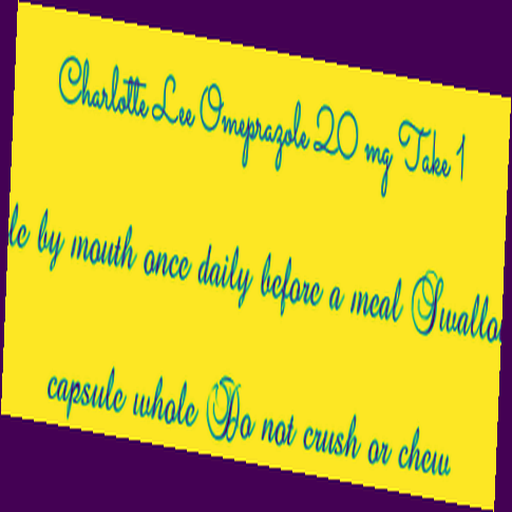 Charlotte Lee Omeprazole 20 mg Take 1
by mouth once daily before a meal
capsule whole Do not crush or chew